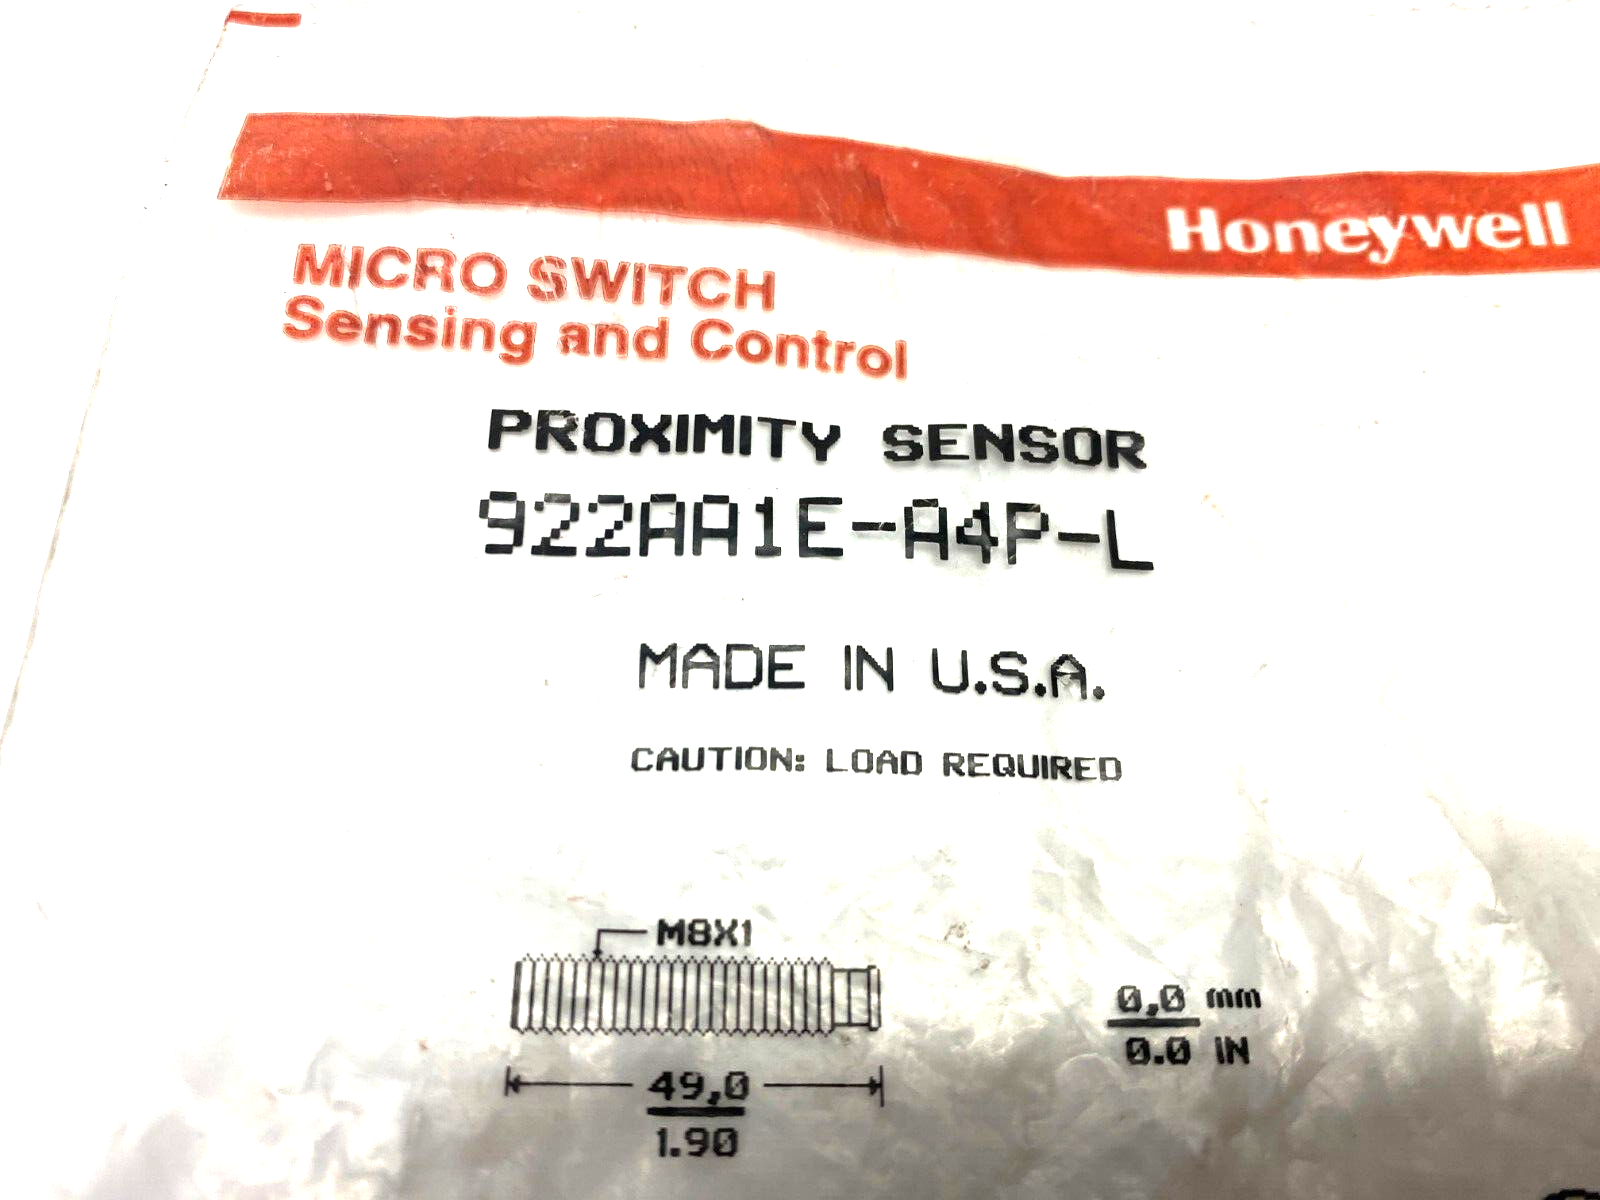 Honeywell
MICRO SWITCH
Sensing and Control
PROXIMITY SENSOR
922AA1E-A4P-L
MADE IN U.S.A.
CAUTION: LOAD REQUIRED
M8X1
0,0 mm
0.0 IN
49,0
1.90